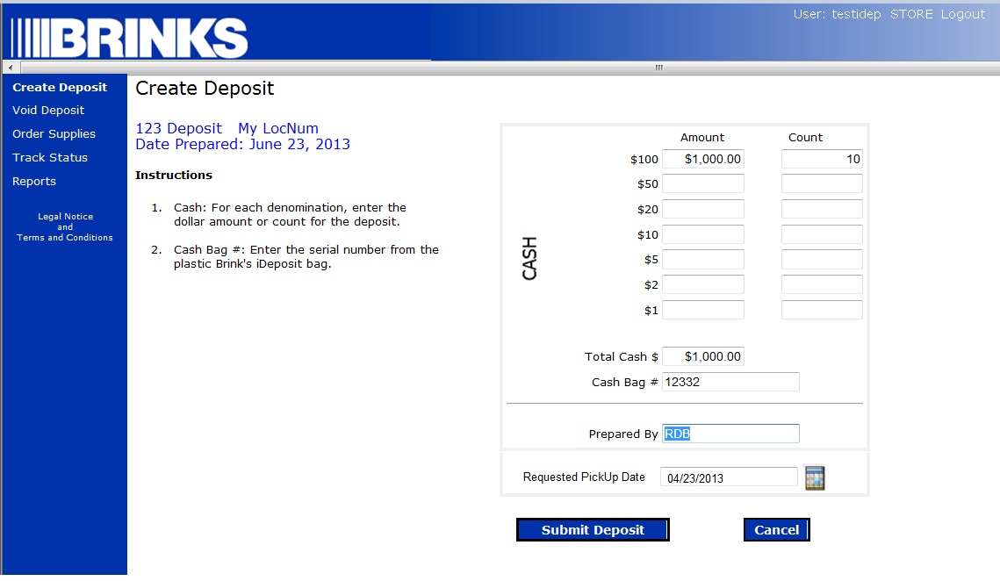 User: testidep STORE Logout
BRINKS
Create Deposit
Void Deposit
Order Supplies
Track Status
Reports
Legal Notice
and
Terms and Conditions
Create Deposit
123 Deposit My LocNum
Date Prepared: June 23, 2013
Instructions
1. Cash: For each denomination, enter the
dollar amount or count for the deposit.
2. Cash Bag #: Enter the serial number from the
plastic Brink's iDeposit bag.
CASH
Amount Count
$100 $1,000.00 10
$50
$20
$10
$5
$2
$1
Total Cash $ $1,000.00
Cash Bag # 12332
Prepared By RDB
Requested PickUp Date 04/23/2013
Submit Deposit Cancel